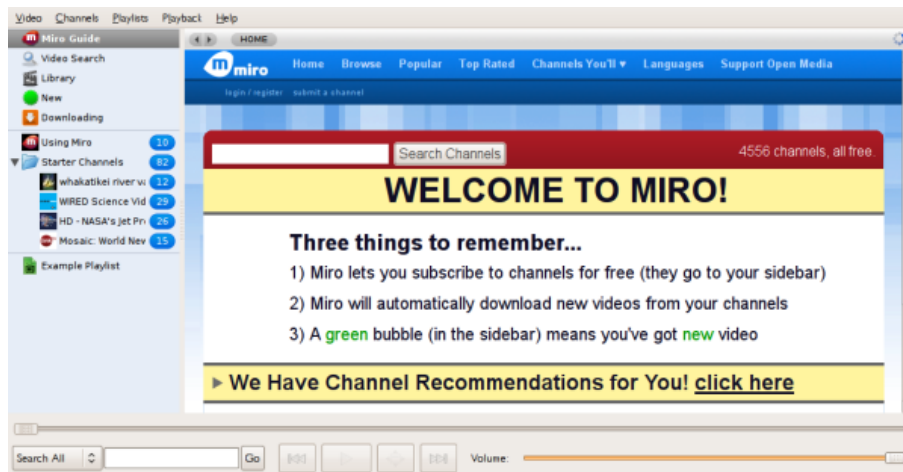 Video Channels Playlists Playback Help
Miro Guide
Video Search
Library
New
Downloading
Using Miro 10
Starter Channels 82
whakatikei river v 12
WIRED Science Vid 29
HD - NASA's Jet Pr 26
Mosaic: World Nev 15
Example Playlist
HOME
miro Home Browse Popular Top Rated Channels You'll ▾ Languages Support Open Media
login / register submit a channel
Search Channels 4556 channels, all free.
WELCOME TO MIRO!
Three things to remember...
1) Miro lets you subscribe to channels for free (they go to your sidebar)
2) Miro will automatically download new videos from your channels
3) A green bubble (in the sidebar) means you've got new video
We Have Channel Recommendations for You! click here
Search All Go Volume: